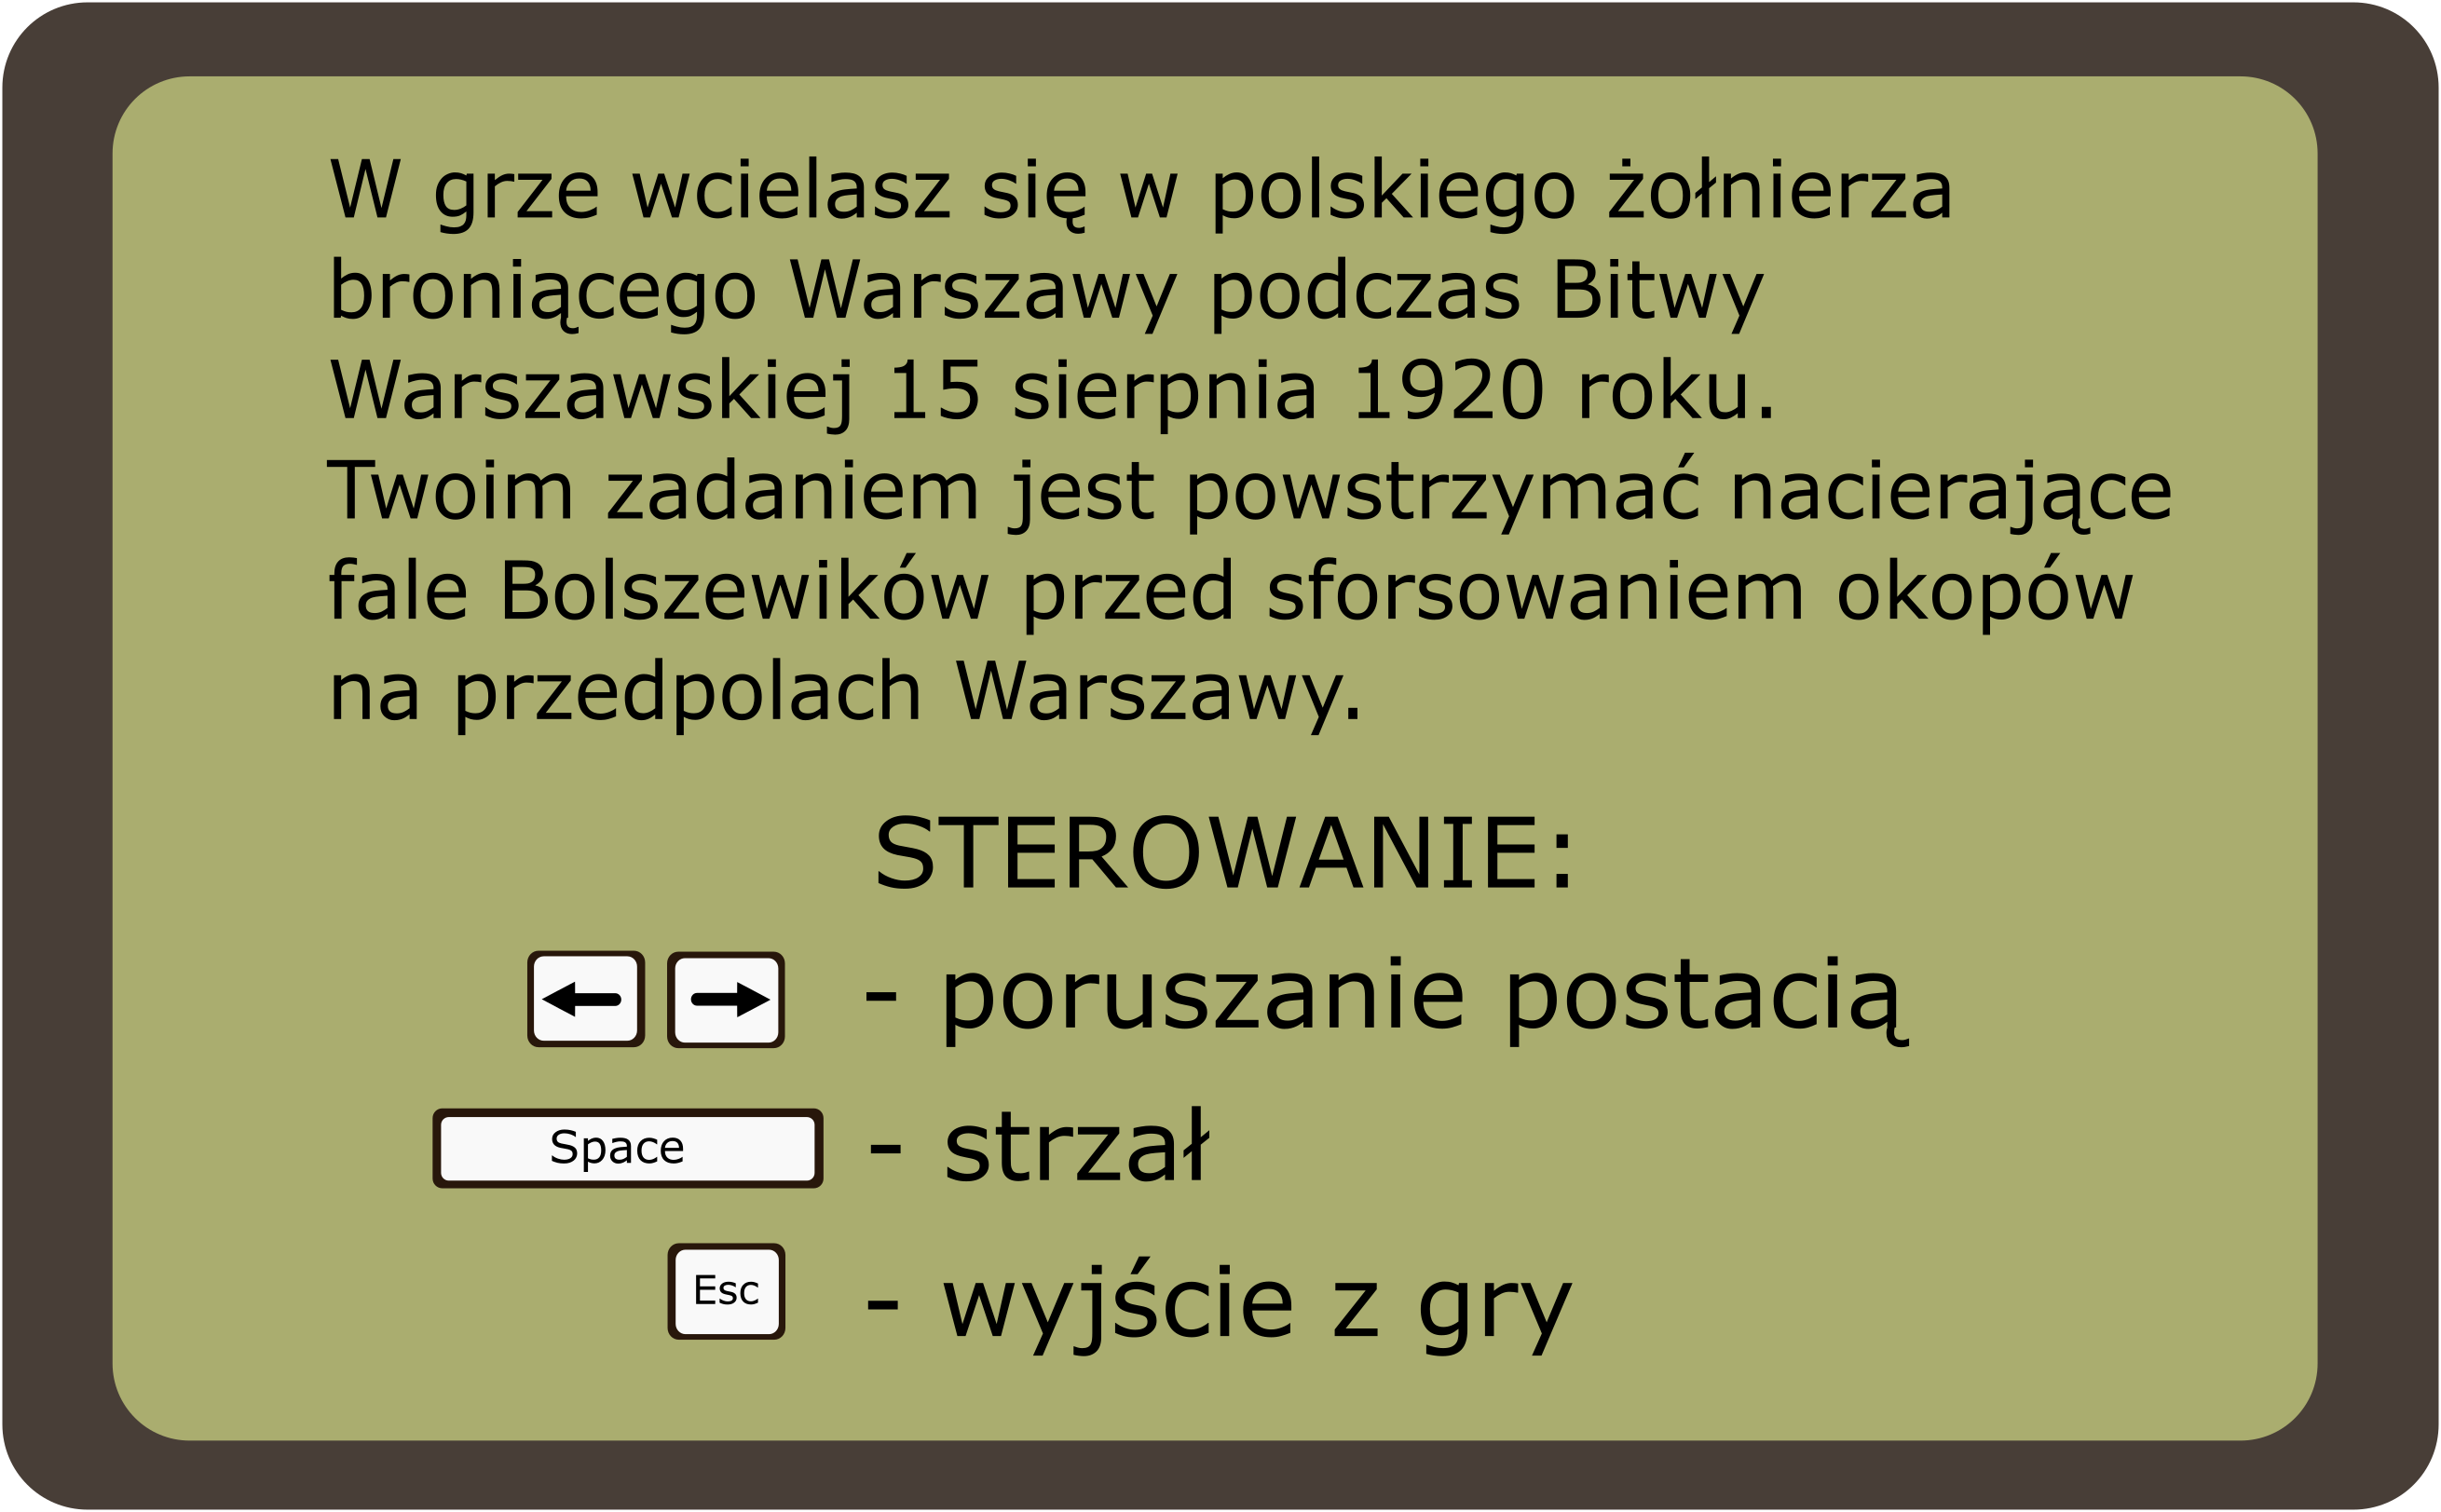 W grze wcielasz się w polskiego żołnierza
broniącego Warszawy podczas Bitwy
Warszawskiej 15 sierpnia 1920 roku.
Twoim zadaniem jest powstrzymać nacierające
fale Bolszewików przed sforsowaniem okopów
na przedpolach Warszawy.
STEROWANIE:
- poruszanie postacią
Space - strzał
Esc - wyjście z gry